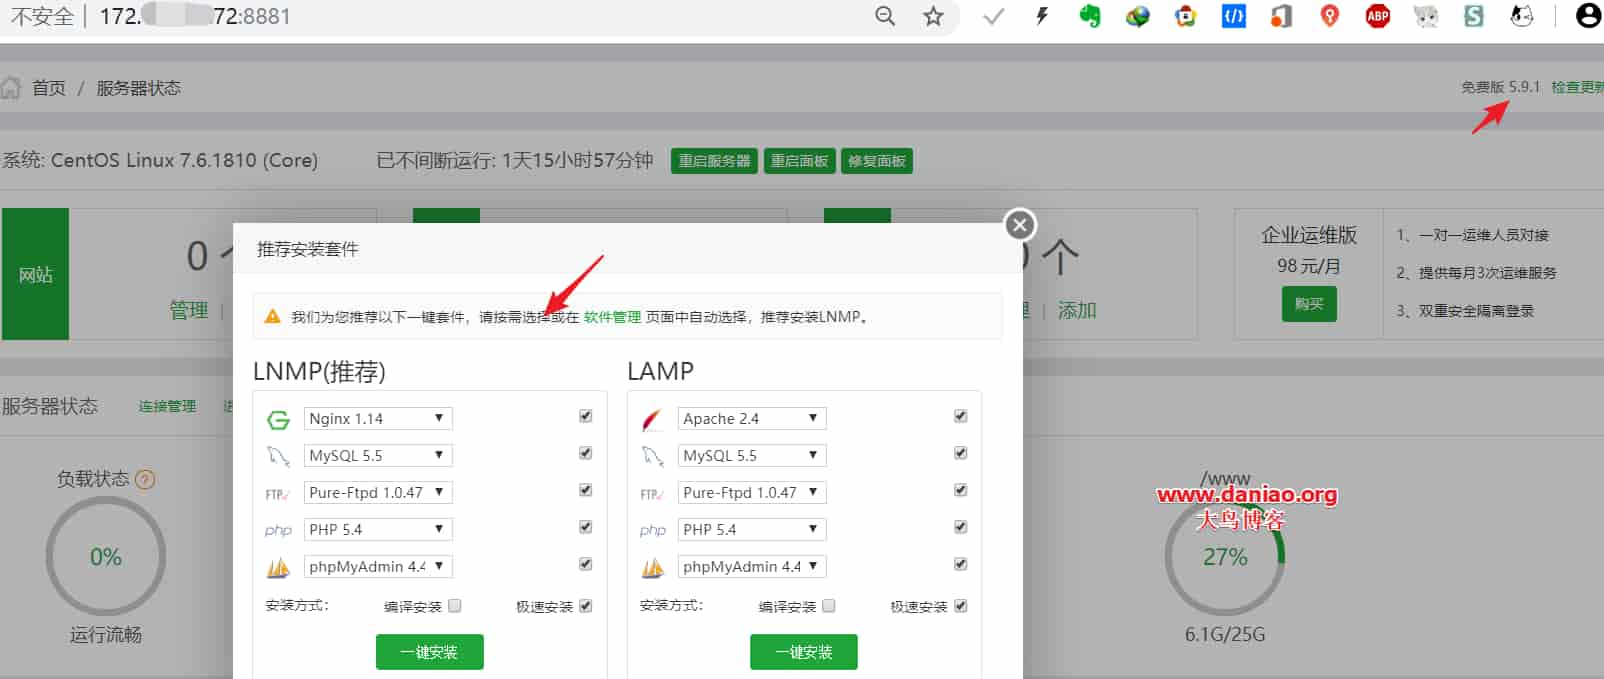 不安全 | 172. 72:8881
ABP
首页 / 服务器状态
免费版 5.9.1 检查更新
系统: CentOS Linux 7.6.1810 (Core) 已不间断运行: 1天15小时57分钟 重启服务器 重启面板 修复面板
网站
0
管理
个
添加
企业运维版
98 元/月
购买
1、一对一运维人员对接
2、提供每月3次运维服务
3、双重安全隔离登录
推荐安装套件
我们为您推荐以下一键套件，请按需选择或在 软件管理 页面中自动选择，推荐安装LNMP。
LNMP(推荐)
Nginx 1.14
MySQL 5.5
FTP Pure-Ftpd 1.0.47
php PHP 5.4
phpMyAdmin 4.4
安装方式： 编译安装 极速安装
一键安装
LAMP
Apache 2.4
MySQL 5.5
FTP Pure-Ftpd 1.0.47
php PHP 5.4
phpMyAdmin 4.4
安装方式： 编译安装 极速安装
一键安装
服务器状态 连接管理
负载状态 ?
0%
运行流畅
/www
www.daniao.org
大鸟博客
27%
6.1G/25G